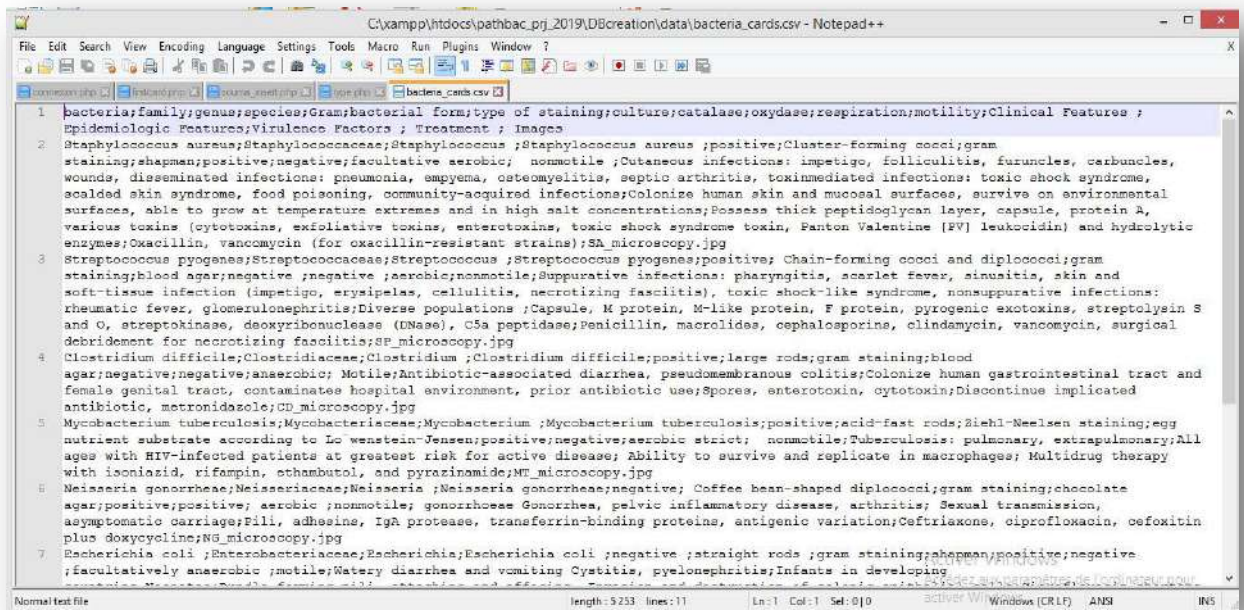 C:\xampp\htdocs\pathbac_prj_2019\DBcreation\data\bacteria_cards.csv - Notepad++
File Edit Search View Encoding Language Settings Tools Macro Run Plugins Window ?
X
connexion.php firstcard.php source_insert.php type.php bacteria_cards.csv
1 bacteria;family;genus;species;Gram;bacterial form;type of staining;culture;catalase;oxydase;respiration;motility;Clinical Features ;
Epidemiologic Features;Virulence Factors ; Treatment ; Images
2 Staphylococcus aureus;Staphylococcaceae;Staphylococcus ;Staphylococcus aureus ;positive;Cluster-forming cocci;gram
staining;shapman;positive;negative;facultative aerobic; nonmotile ;Cutaneous infections: impetigo, folliculitis, furuncles, carbuncles,
wounds, disseminated infections: pneumonia, empyema, osteomyelitis, septic arthritis, toxinmediated infections: toxic shock syndrome,
scalded skin syndrome, food poisoning, community-acquired infections;Colonize human skin and mucosal surfaces, survive on environmental
surfaces, able to grow at temperature extremes and in high salt concentrations;Possess thick peptidoglycan layer, capsule, protein A,
various toxins (cytotoxins, exfoliative toxins, enterotoxins, toxic shock syndrome toxin, Panton Valentine [PV] leukocidin) and hydrolytic
enzymes;Oxacillin, vancomycin (for oxacillin-resistant strains);SA_microscopy.jpg
3 Streptococcus pyogenes;Streptococcaceae;Streptococcus ;Streptococcus pyogenes;positive; Chain-forming cocci and diplococci;gram
staining;blood agar;negative ;negative ;aerobic;nonmotile;Suppurative infections: pharyngitis, scarlet fever, sinusitis, skin and
soft-tissue infection (impetigo, erysipelas, cellulitis, necrotizing fasciitis), toxic shock-like syndrome, nonsuppurative infections:
rheumatic fever, glomerulonephritis;Diverse populations ;Capsule, M protein, M-like protein, F protein, pyrogenic exotoxins, streptolysin S
and O, streptokinase, deoxyribonuclease (DNase), C5a peptidase;Penicillin, macrolides, cephalosporins, clindamycin, vancomycin, surgical
debridement for necrotizing fasciitis;SP_microscopy.jpg
4 Clostridium difficile;Clostridiaceae;Clostridium ;Clostridium difficile;positive;large rods;gram staining;blood
agar;negative;negative;anaerobic; Motile;Antibiotic-associated diarrhea, pseudomembranous colitis;Colonize human gastrointestinal tract and
female genital tract, contaminates hospital environment, prior antibiotic use;Spores, enterotoxin, cytotoxin;Discontinue implicated
antibiotic, metronidazole;CD_microscopy.jpg
5 Mycobacterium tuberculosis;Mycobacteriaceae;Mycobacterium ;Mycobacterium tuberculosis;positive;acid-fast rods;Ziehl-Neelsen staining;egg
nutrient substrate according to Lo¨wenstein-Jensen;positive;negative;aerobic strict; nonmotile;Tuberculosis: pulmonary, extrapulmonary;All
ages with HIV-infected patients at greatest risk for active disease; Ability to survive and replicate in macrophages; Multidrug therapy
with isoniazid, rifampin, ethambutol, and pyrazinamide;MT_microscopy.jpg
6 Neisseria gonorrheae;Neisseriaceae;Neisseria ;Neisseria gonorrheae;negative; Coffee bean-shaped diplococci;gram staining;chocolate
agar;positive;positive; aerobic ;nonmotile; gonorrhoeae Gonorrhea, pelvic inflammatory disease, arthritis; Sexual transmission,
asymptomatic carriage;Pili, adhesins, IgA protease, transferrin-binding proteins, antigenic variation;Ceftriaxone, ciprofloxacin, cefoxitin
plus doxycycline;NG_microscopy.jpg
7 Escherichia coli ;Enterobacteriaceae;Escherichia;Escherichia coli ;negative ;straight rods ;gram staining;shapman;positive;negative
;facultatively anaerobic ;motile;Watery diarrhea and vomiting Cystitis, pyelonephritis;Infants in developing
Activer Windows
Accédez aux paramètres de l'ordinateur pour
activer Windows
Normal text file length : 5253 lines : 11 Ln : 1 Col : 1 Sel : 0 | 0 Windows (CR LF) ANSI INS